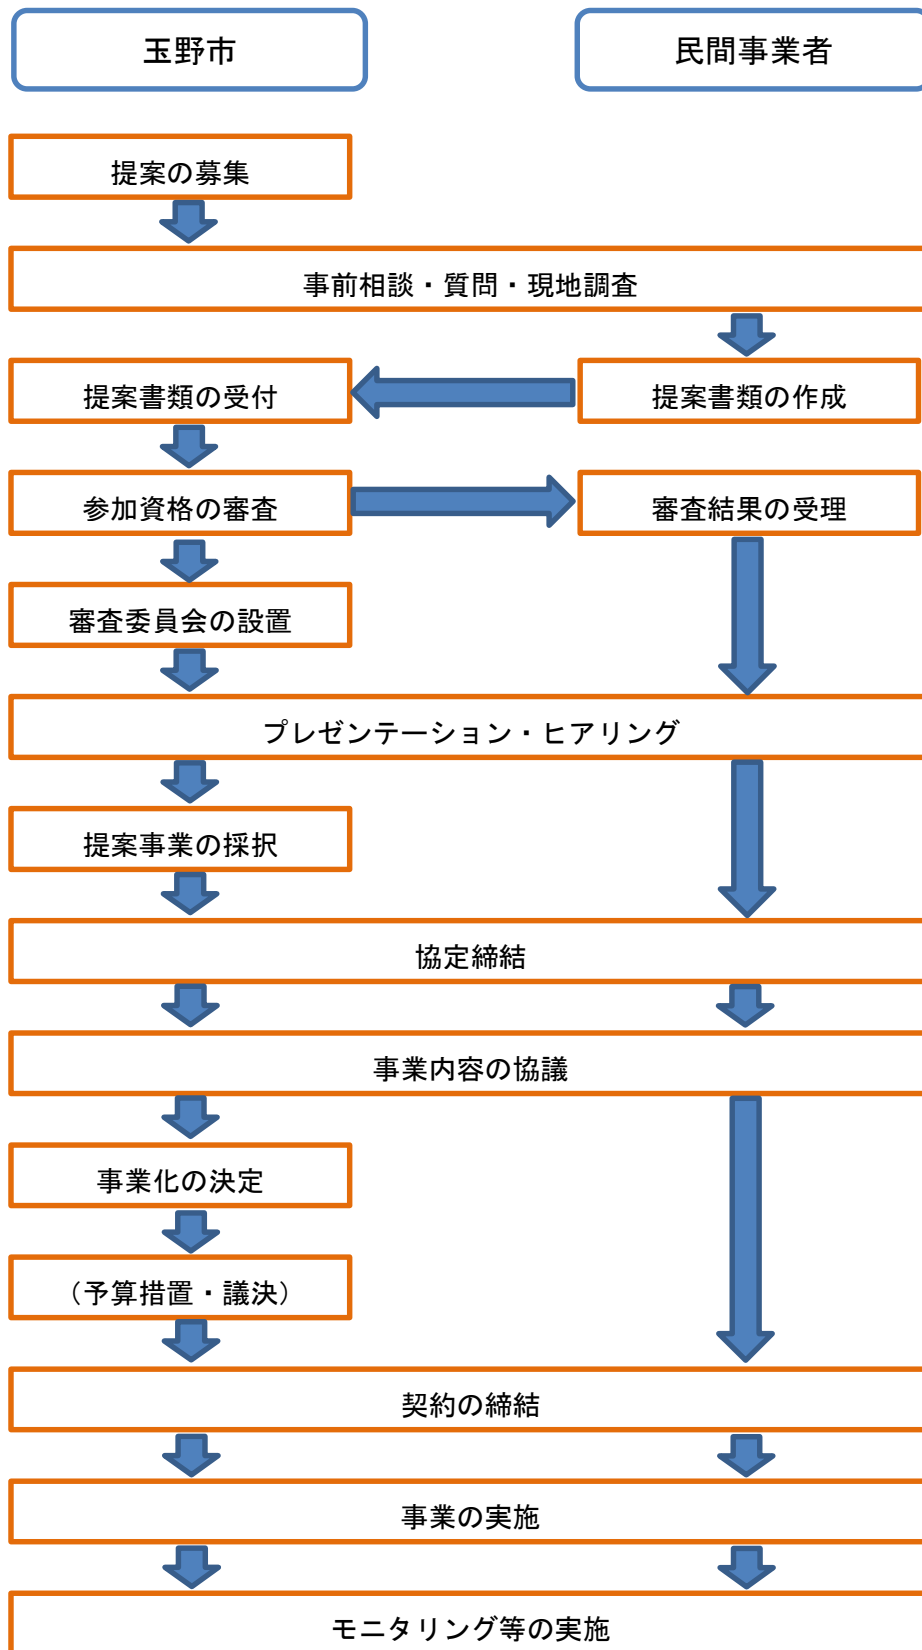 玉野市
民間事業者
提案の募集
事前相談・質問・現地調査
提案書類の受付
提案書類の作成
参加資格の審査
審査結果の受理
審査委員会の設置
プレゼンテーション・ヒアリング
提案事業の採択
協定締結
事業内容の協議
事業化の決定
（予算措置・議決）
契約の締結
事業の実施
モニタリング等の実施